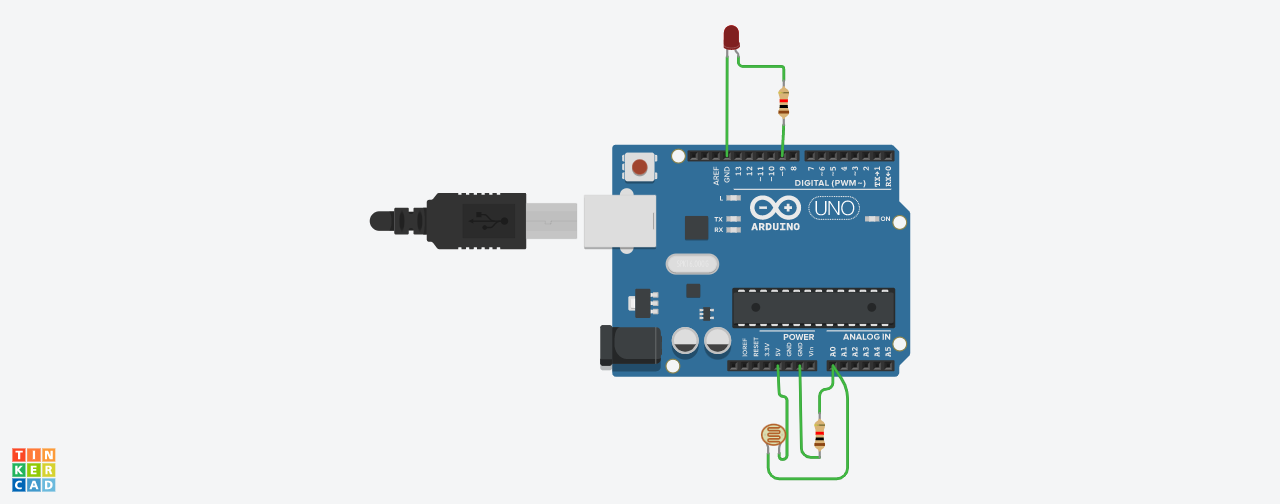 AREF
GND
13
12
~11
~10
~9
8
7
~6
~5
4
~3
2
TX→1
RX←0
DIGITAL (PWM~)
L
TX
RX
ARDUINO
UNO
ON
POWER
ANALOG IN
IOREF
RESET
3.3V
5V
GND
GND
Vin
A0
A1
A2
A3
A4
A5
TIN
KER
CAD